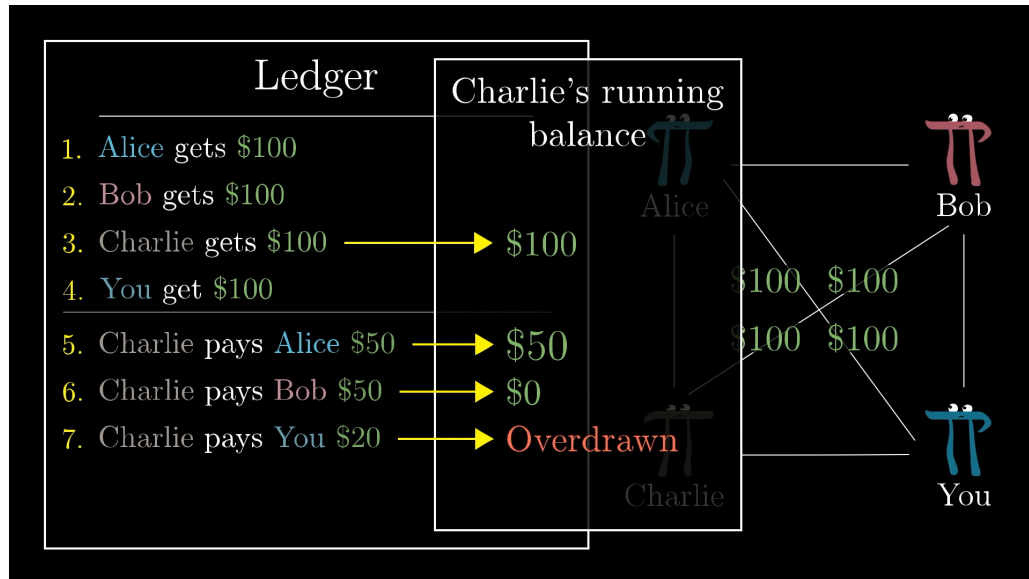 Ledger
Charlie's running
balance
1. Alice gets $100
2. Bob gets $100
3. Charlie gets $100
$100
4. You get $100
5. Charlie pays Alice $50
$50
6. Charlie pays Bob $50
$0
7. Charlie pays You $20
Overdrawn
Alice
Bob
$100 $100
$100 $100
Charlie
You